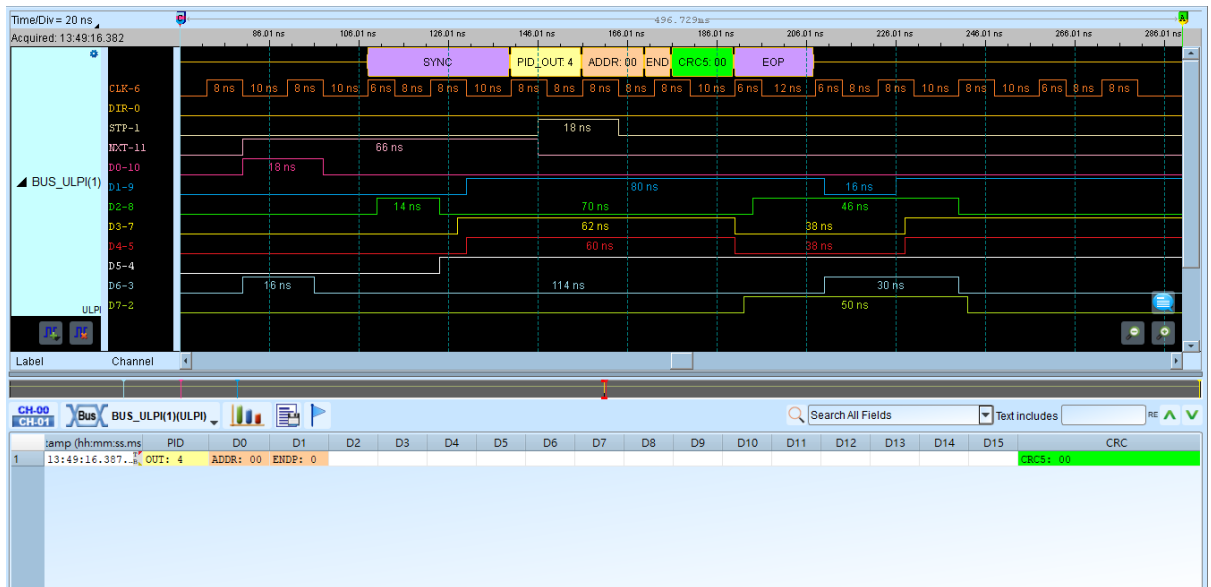 Time/Div = 20 ns
496.729ms
Acquired: 13:49:16.382
86.01 ns 106.01 ns 126.01 ns 146.01 ns 166.01 ns 186.01 ns 206.01 ns 226.01 ns 246.01 ns 266.01 ns 286.01 ns
SYNC PID_OUT: 4 ADDR: 00 END CRC5: 00 EOP
CLK-6 8 ns 10 ns 8 ns 10 ns 6 ns 8 ns 8 ns 10 ns 8 ns 8 ns 8 ns 8 ns 8 ns 10 ns 6 ns 12 ns 6 ns 8 ns 8 ns 10 ns 8 ns 10 ns 6 ns 8 ns 8 ns
DIR-0
STP-1 18 ns
NXT-11 66 ns
D0-10 18 ns
BUS_ULPI(1)
D1-9 80 ns 16 ns
D2-8 14 ns 70 ns 46 ns
D3-7 62 ns 38 ns
D4-5 60 ns 38 ns
D5-4
D6-3 16 ns 114 ns 30 ns
ULPI D7-2 50 ns
Label Channel
CH-00
CH-01
Bus BUS_ULPI(1)(ULPI) Search All Fields Text includes RE
tamp (hh:mm:ss.ms PID D0 D1 D2 D3 D4 D5 D6 D7 D8 D9 D10 D11 D12 D13 D14 D15 CRC
1 13:49:16.387... OUT: 4 ADDR: 00 ENDP: 0 CRC5: 00